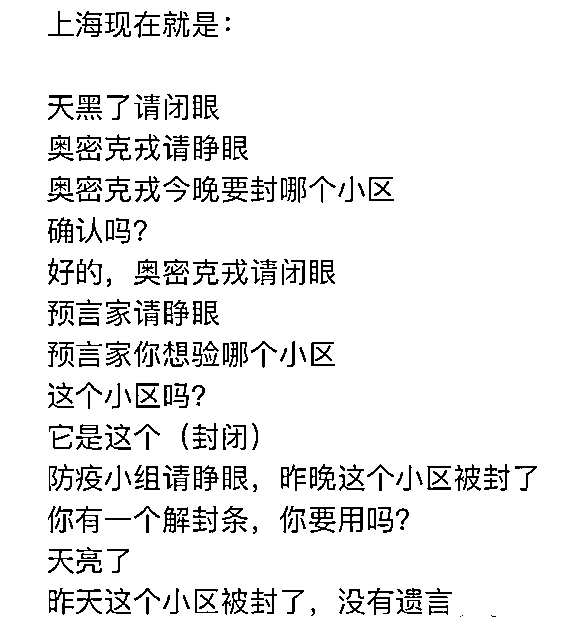 上海现在就是：
天黑了请闭眼
奥密克戎请睁眼
奥密克戎今晚要封哪个小区
确认吗？
好的，奥密克戎请闭眼
预言家请睁眼
预言家你想验哪个小区
这个小区吗？
它是这个（封闭）
防疫小组请睁眼，昨晚这个小区被封了
你有一个解封条，你要用吗？
天亮了
昨天这个小区被封了，没有遗言